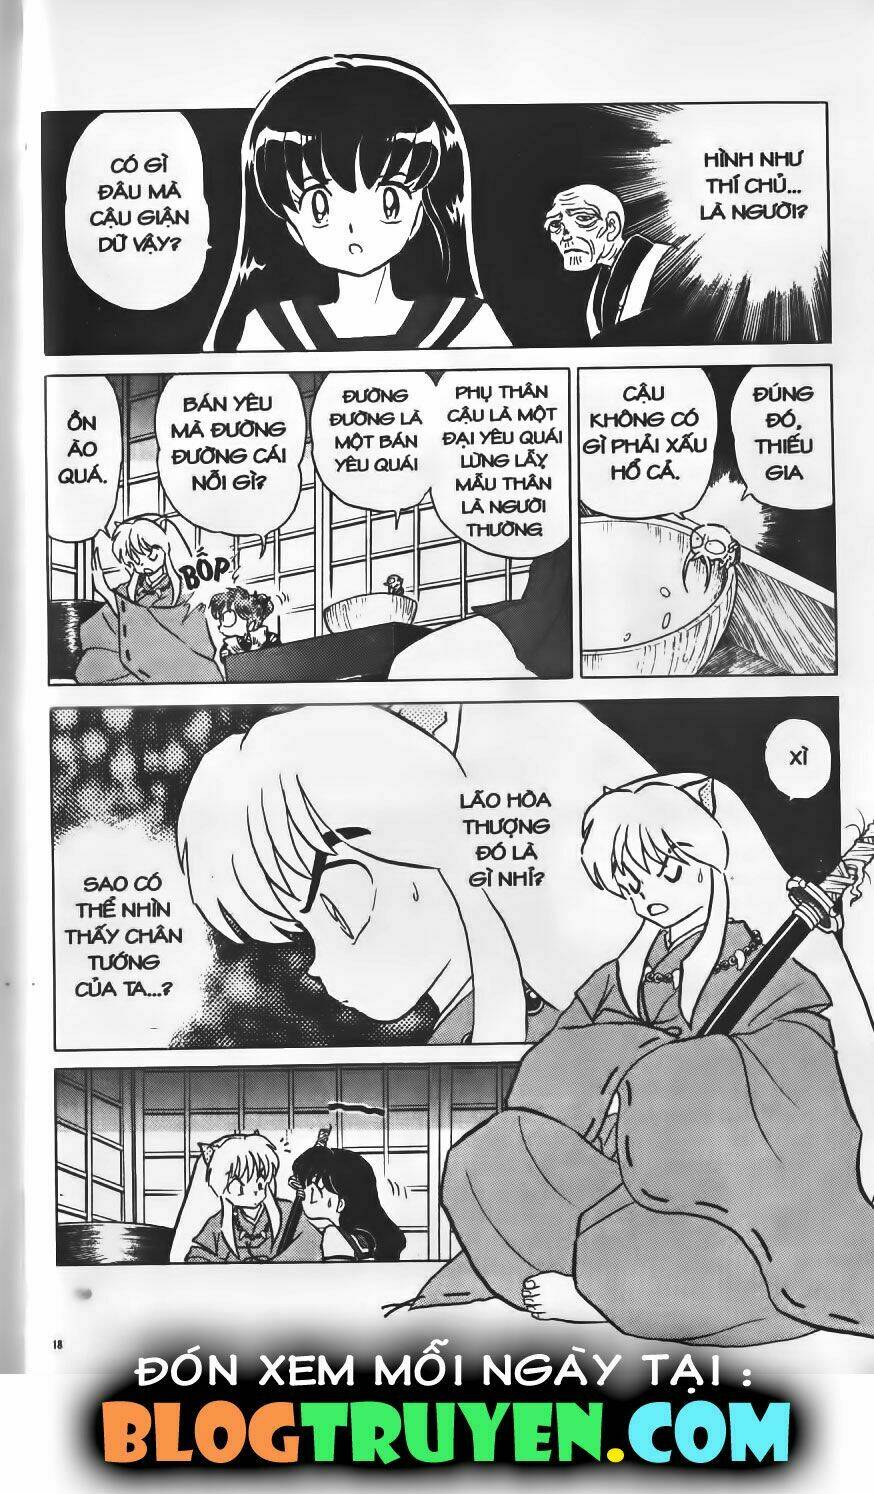 HÌNH NHƯ
THÍ CHỦ...
LÀ NGƯỜI?
CÓ GÌ
ĐÂU MÀ
CẬU GIẬN
DỮ VẬY?
ĐÚNG
ĐÓ,
THIẾU
GIA
CẬU
KHÔNG CÓ
GÌ PHẢI XẤU
HỔ CẢ.
PHỤ THÂN
CẬU LÀ MỘT
ĐẠI YÊU QUÁI
LỪNG LẪY,
MẪU THÂN
LÀ NGƯỜI
THƯỜNG.
ĐƯỜNG
ĐƯỜNG LÀ
MỘT BÁN
YÊU QUÁI
BÁN YÊU
MÀ ĐƯỜNG
ĐƯỜNG CÁI
NỖI GÌ?
ỒN
ÀO
QUÁ.
BỐP
XÌ
LÃO HÒA
THƯỢNG
ĐÓ LÀ
GÌ NHỈ?
SAO CÓ
THỂ NHÌN
THẤY CHÂN
TƯỚNG
CỦA TA...?
18
ĐÓN XEM MỖI NGÀY TẠI :
BLOGTRUYEN.COM